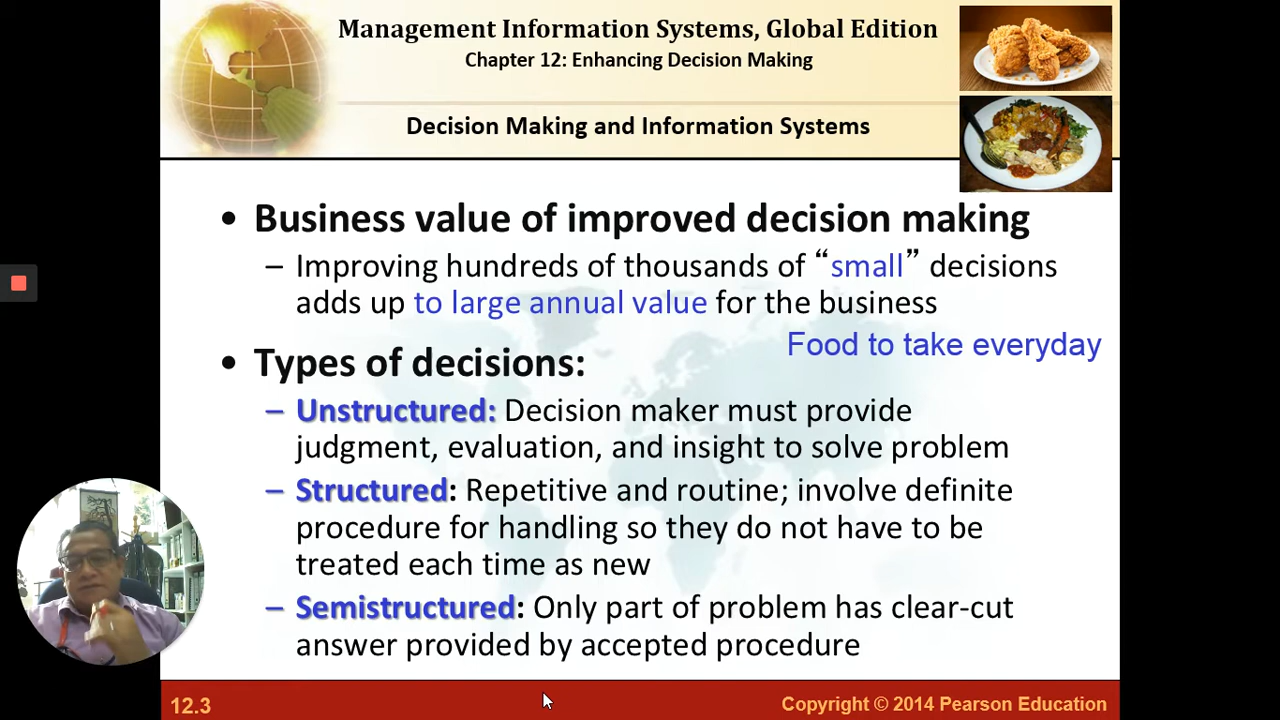 Management Information Systems, Global Edition
Chapter 12: Enhancing Decision Making
Decision Making and Information Systems
• Business value of improved decision making
– Improving hundreds of thousands of “small” decisions
adds up to large annual value for the business
Food to take everyday
• Types of decisions:
– Unstructured: Decision maker must provide
judgment, evaluation, and insight to solve problem
– Structured: Repetitive and routine; involve definite
procedure for handling so they do not have to be
treated each time as new
– Semistructured: Only part of problem has clear-cut
answer provided by accepted procedure
12.3
Copyright © 2014 Pearson Education